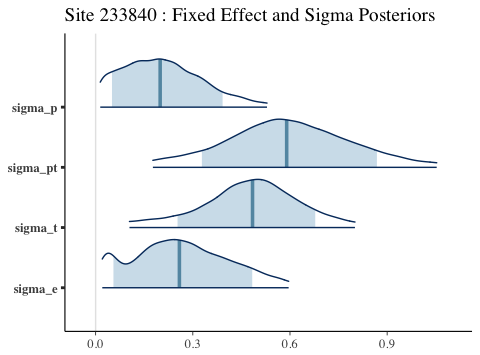 Site 233840 : Fixed Effect and Sigma Posteriors
sigma_p
sigma_pt
sigma_t
sigma_e
0.0 0.3 0.6 0.9